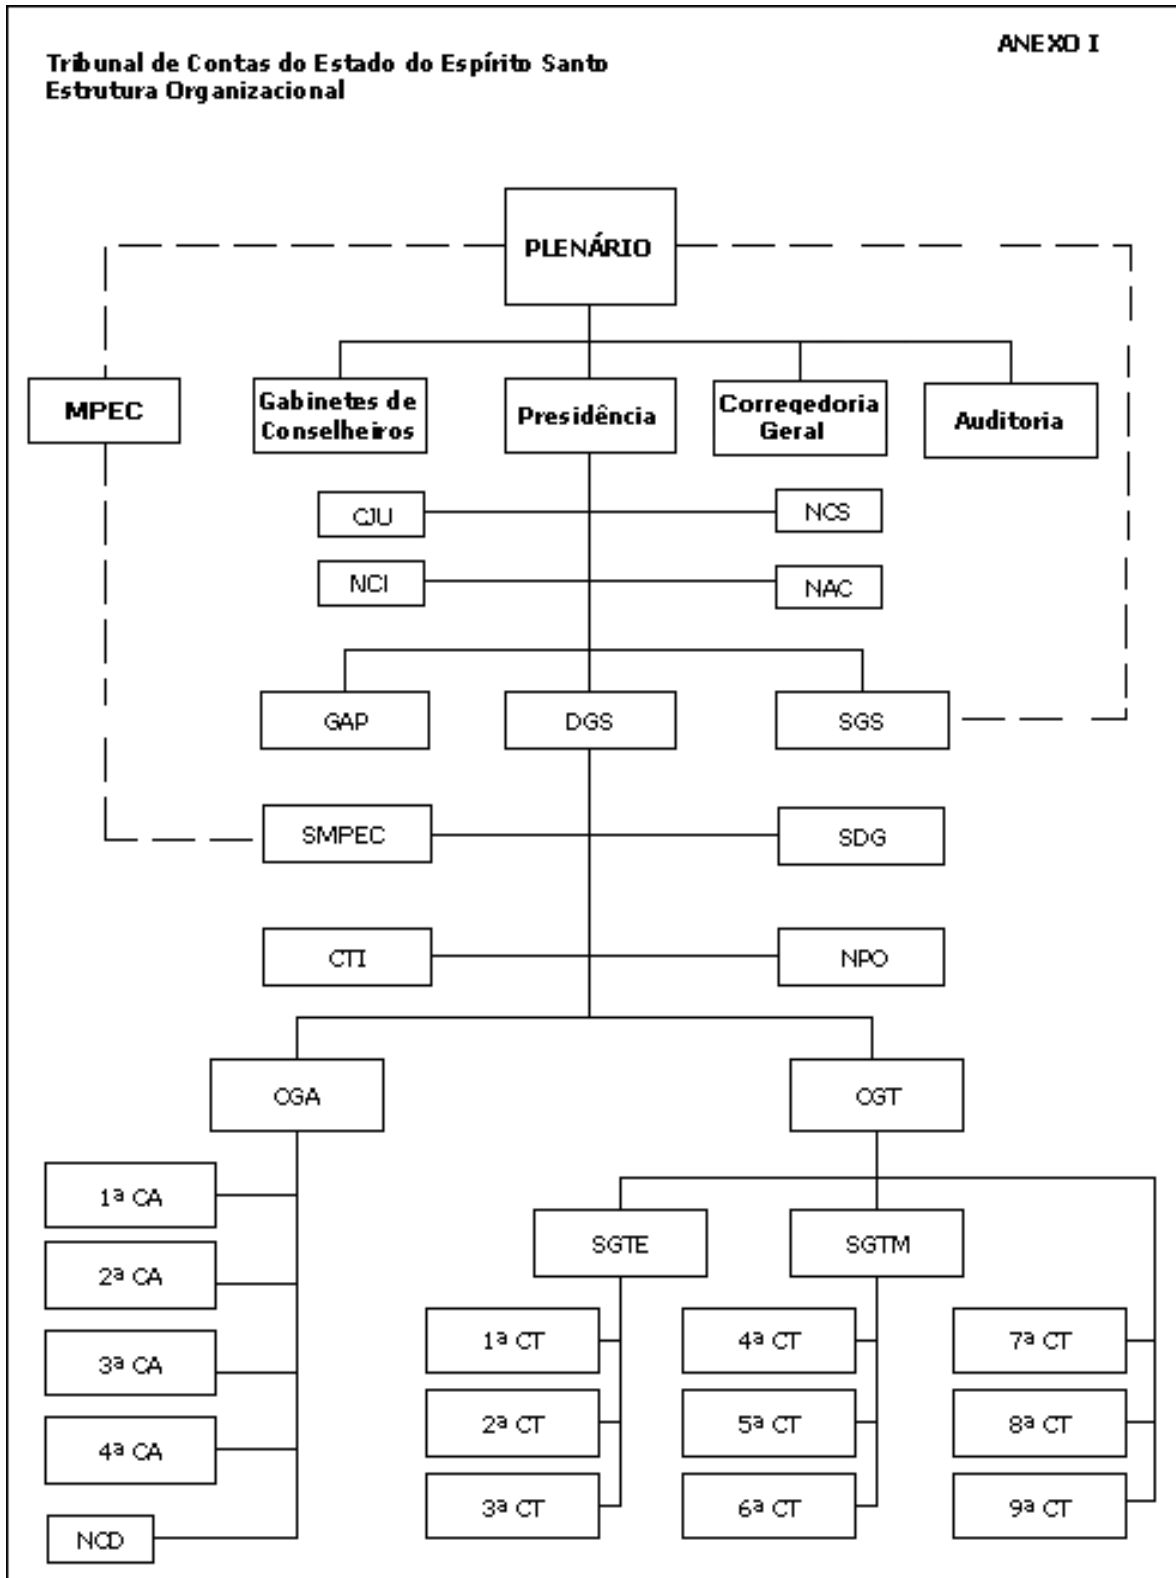 ANEXO I
Tribunal de Contas do Estado do Espírito Santo
Estrutura Organizacional
PLENÁRIO
MPEC
Gabinetes de
Conselheiros
Presidência
Corregedoria
Geral
Auditoria
CJU
NCS
NCI
NAC
GAP
DGS
SGS
SMPEC
SDG
CTI
NPO
CGA
CGT
1ª CA
2ª CA
3ª CA
4ª CA
NCD
SGTE
SGTM
1ª CT
4ª CT
7ª CT
2ª CT
5ª CT
8ª CT
3ª CT
6ª CT
9ª CT